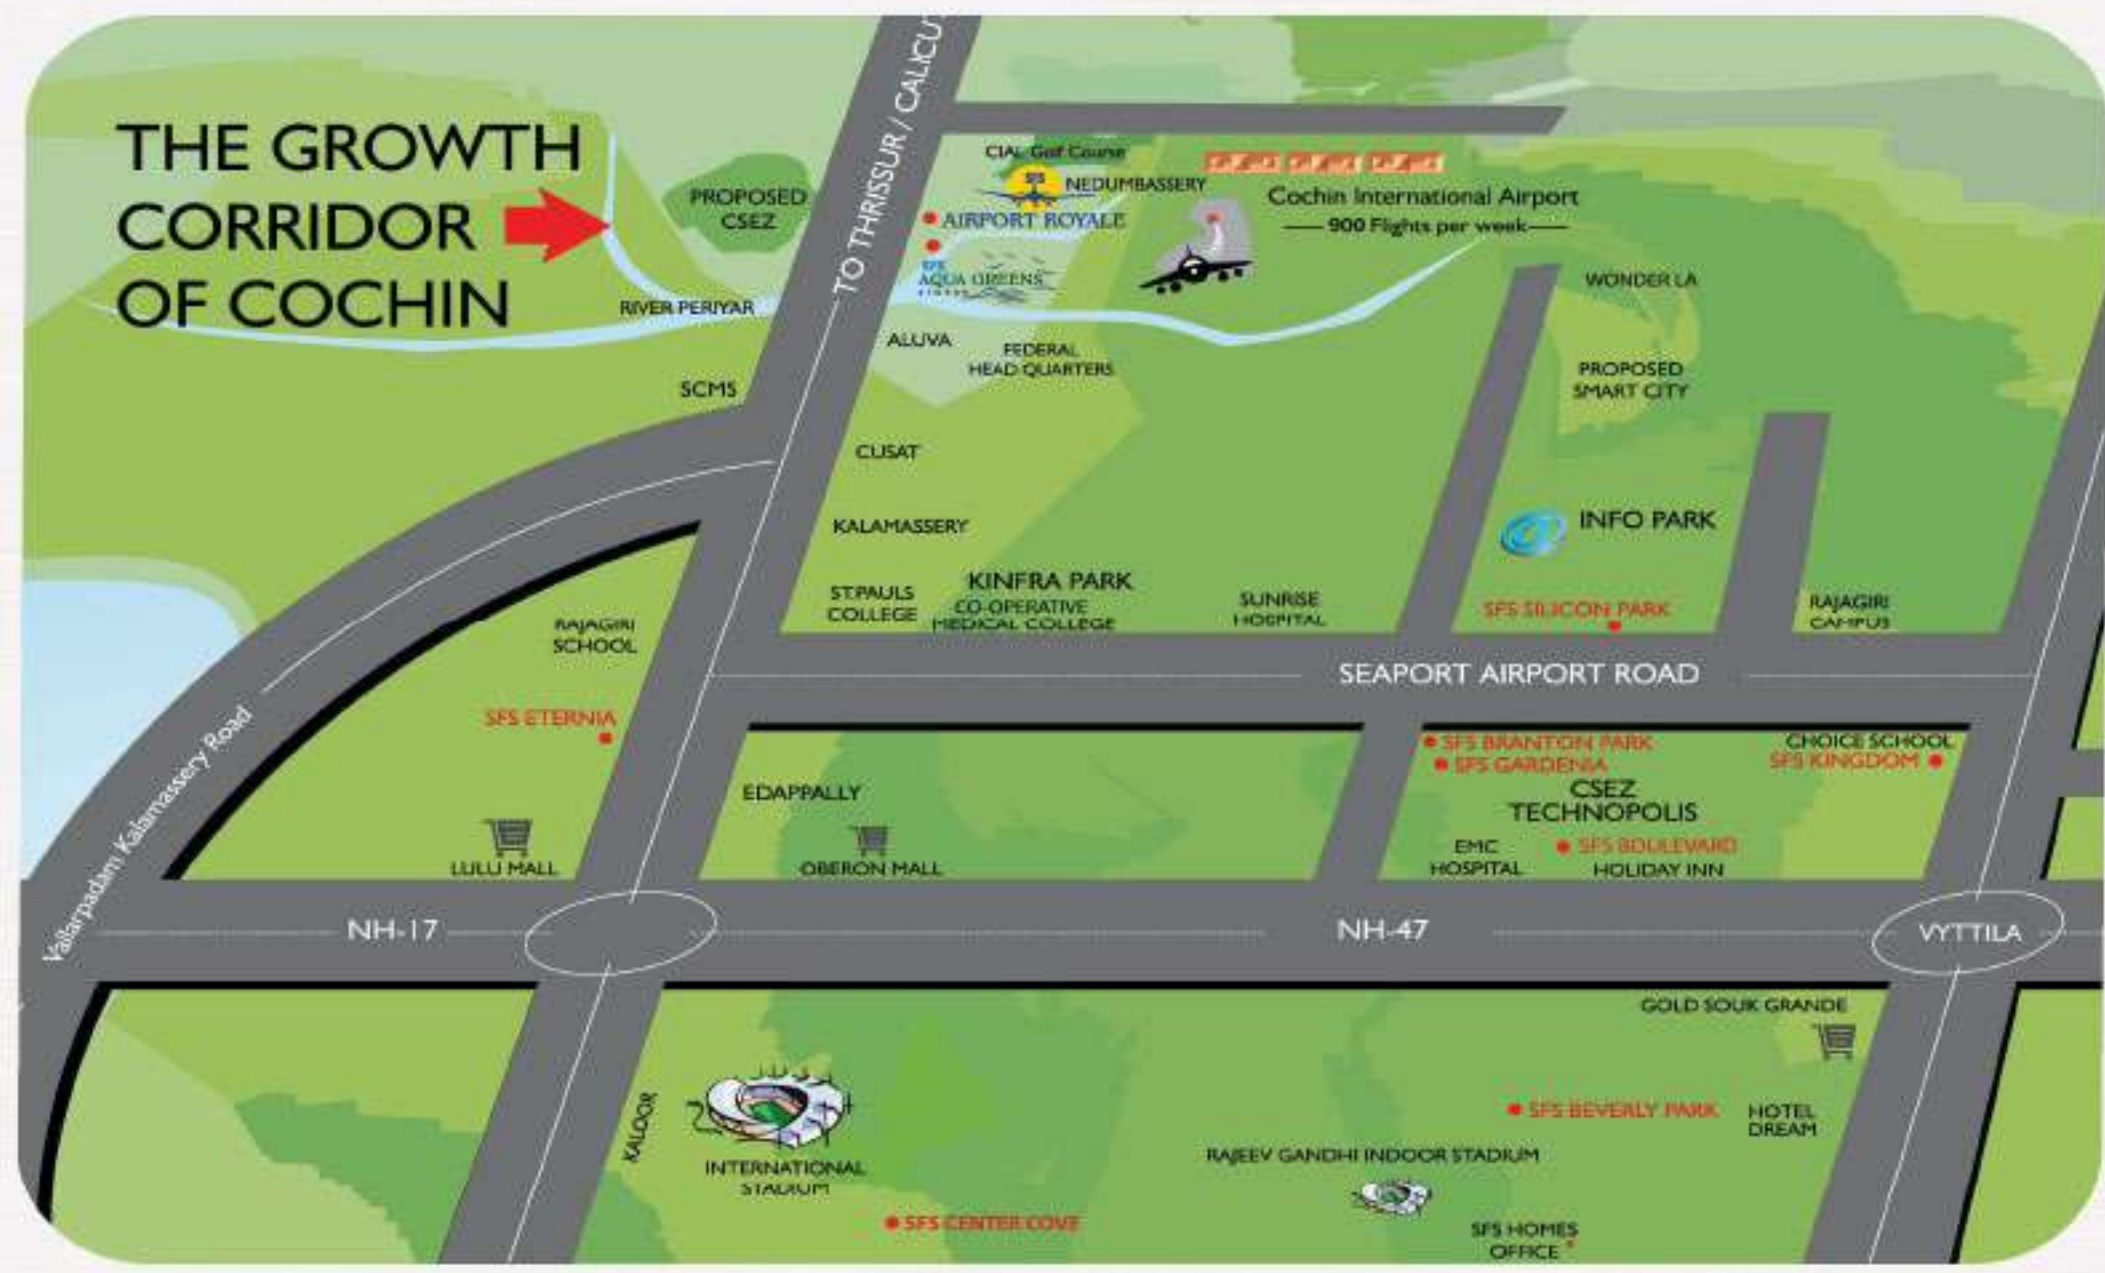 THE GROWTH
CORRIDOR
OF COCHIN
TO THRISSUR / CALICUT
PROPOSED
CSEZ
RIVER PERIYAR
SCMS
CIAL Golf Course
SFS
NEDUMBASSERY
AIRPORT ROYALE
SFS
AQUA GREENS
Cochin International Airport
900 Flights per week
ALUVA
FEDERAL
HEAD QUARTERS
WONDER LA
PROPOSED
SMART CITY
CUSAT
KALAMASSERY
INFO PARK
ST.PAULS
COLLEGE
KINFRA PARK
CO-OPERATIVE
MEDICAL COLLEGE
SUNRISE
HOSPITAL
SFS SILICON PARK
RAJAGIRI
CAMPUS
RAJAGIRI
SCHOOL
SEAPORT AIRPORT ROAD
Vallarpadam Kalamassery Road
SFS ETERNIA
LULU MALL
EDAPPALLY
OBERON MALL
SFS BRANTON PARK
SFS GARDENIA
CHOICE SCHOOL
SFS KINGDOM
CSEZ
TECHNOPOLIS
EMC
HOSPITAL
SFS BOULEVARD
HOLIDAY INN
NH-17
NH-47
VYTTILA
GOLD SOUK GRANDE
KALOOR
INTERNATIONAL
STADIUM
SFS BEVERLY PARK
HOTEL
DREAM
RAJEEV GANDHI INDOOR STADIUM
SFS CENTER COVE
SFS HOMES
OFFICE